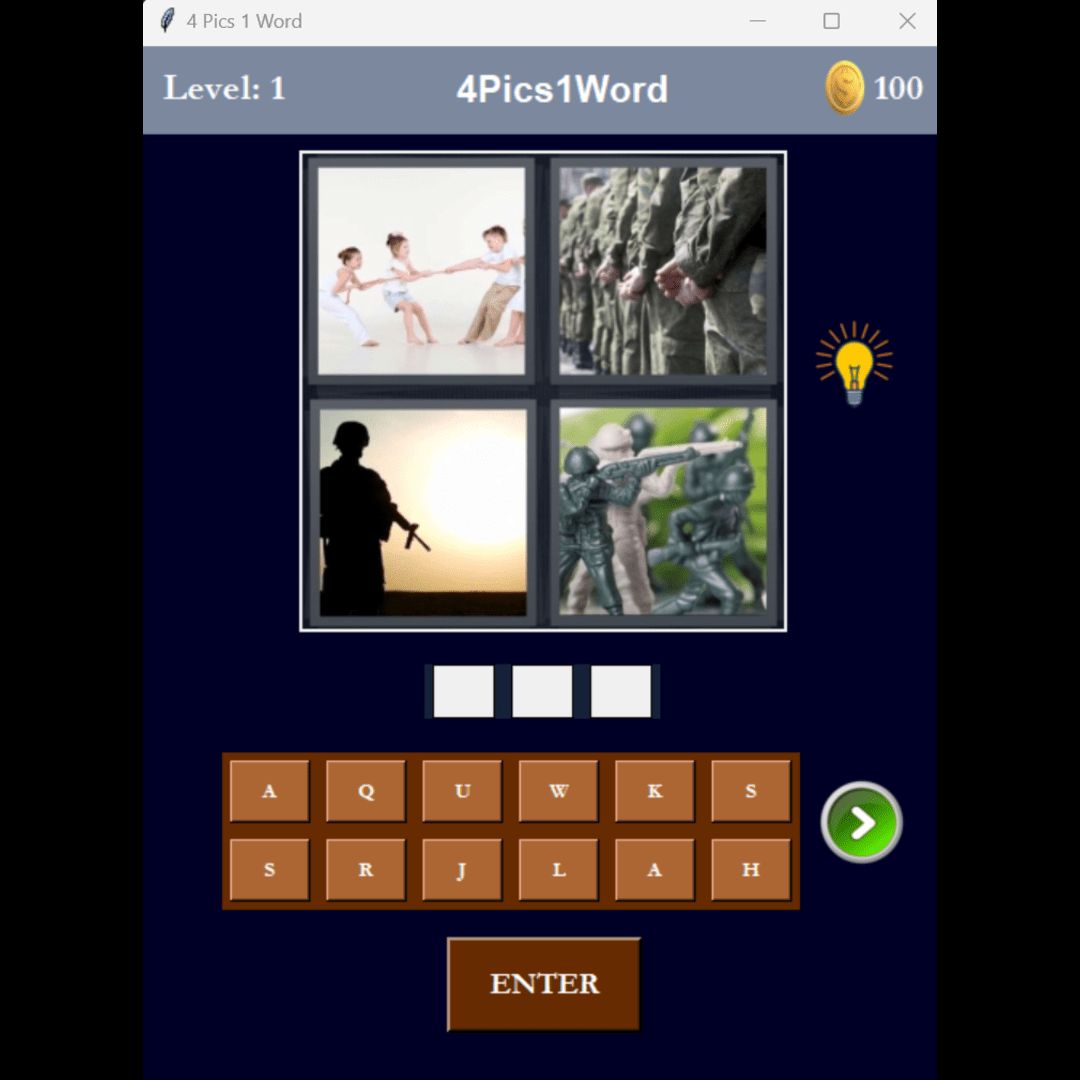 4 Pics 1 Word
Level: 1 4Pics1Word 100
A Q U W K S
S R J L A H
ENTER